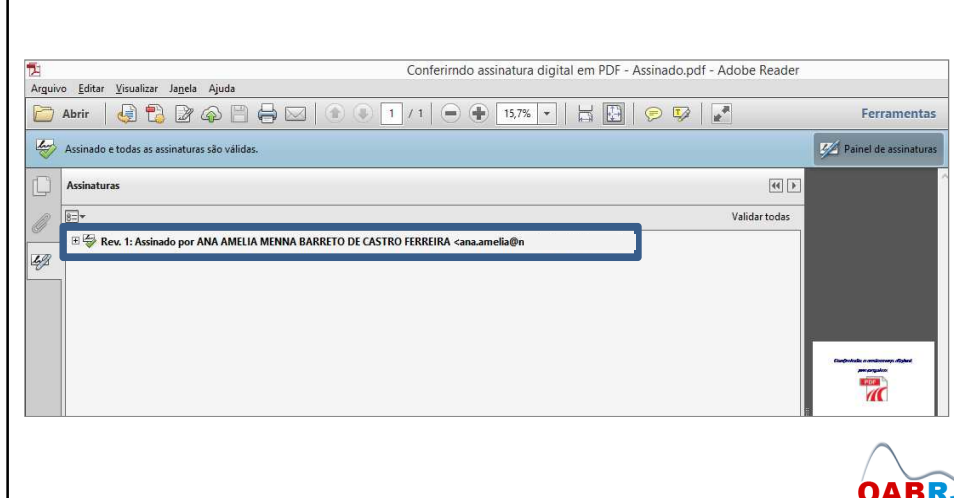 Conferirndo assinatura digital em PDF - Assinado.pdf - Adobe Reader
Arquivo Editar Visualizar Janela Ajuda
Abrir 1 / 1 15,7% Ferramentas
Assinado e todas as assinaturas são válidas. Painel de assinaturas
Assinaturas
Validar todas
Rev. 1: Assinado por ANA AMELIA MENNA BARRETO DE CASTRO FERREIRA <ana.amelia@n
PDF
OABR